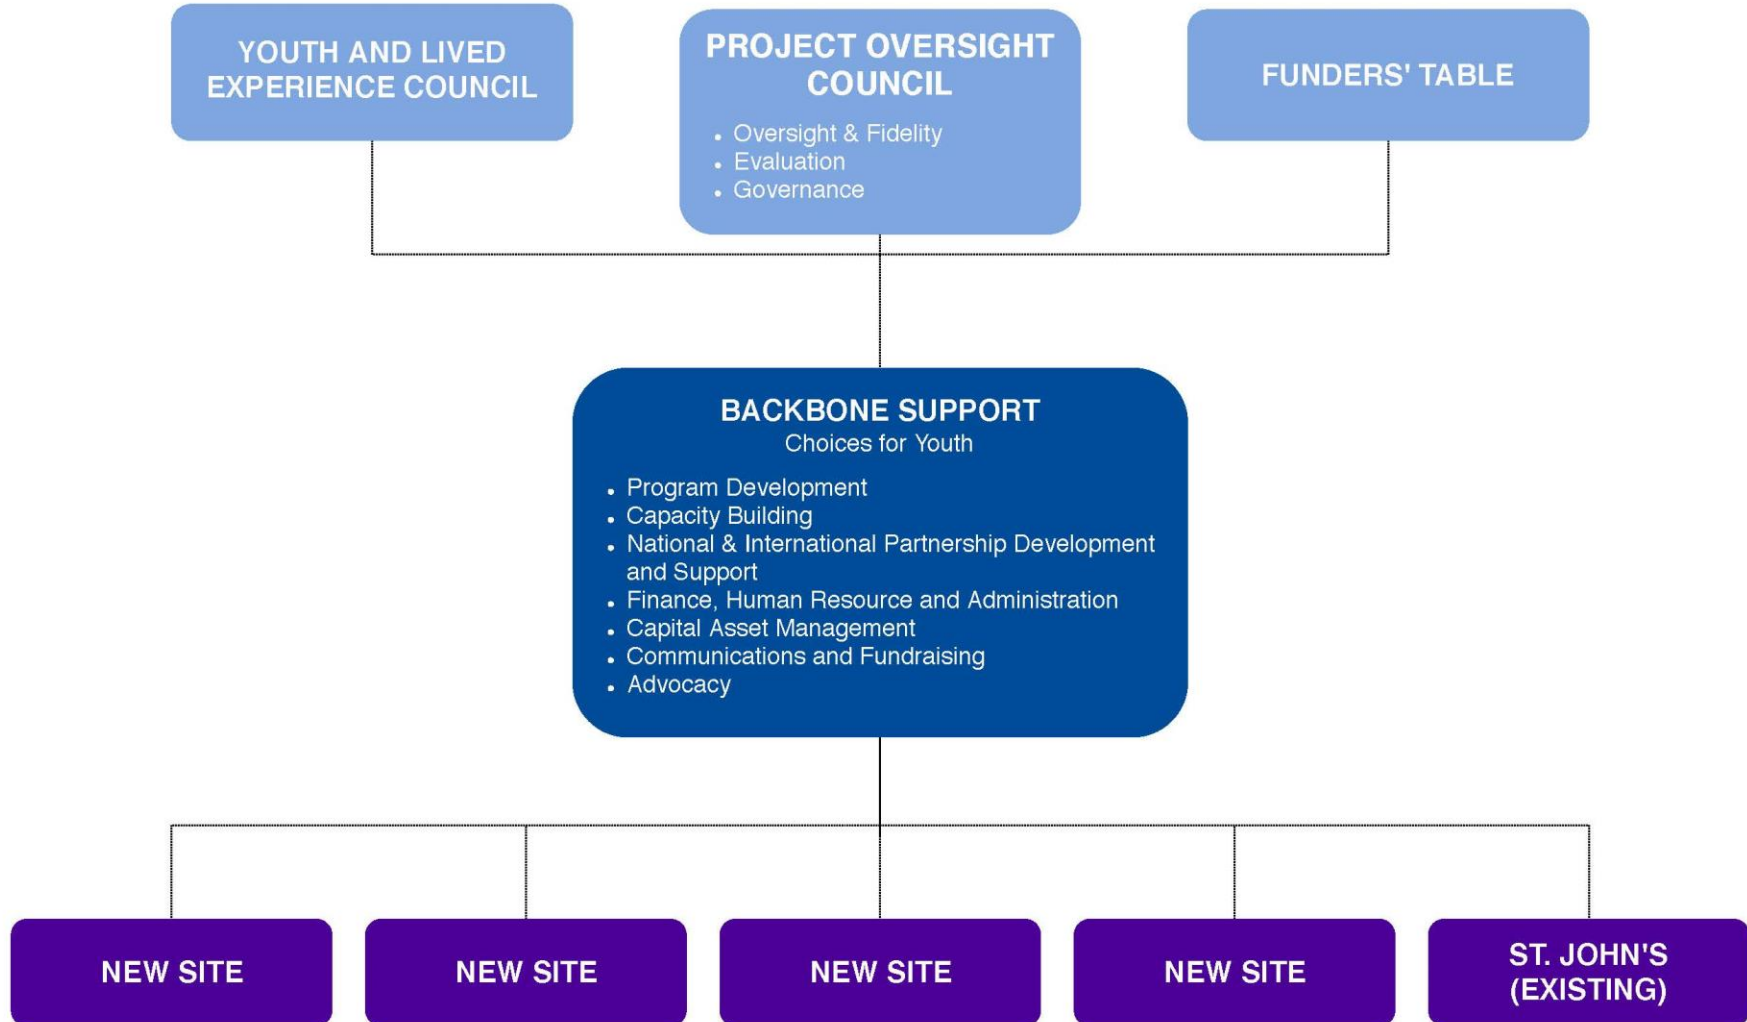 YOUTH AND LIVED
EXPERIENCE COUNCIL
PROJECT OVERSIGHT
COUNCIL
• Oversight & Fidelity
• Evaluation
• Governance
FUNDERS' TABLE
BACKBONE SUPPORT
Choices for Youth
• Program Development
• Capacity Building
• National & International Partnership Development
and Support
• Finance, Human Resource and Administration
• Capital Asset Management
• Communications and Fundraising
• Advocacy
NEW SITE
NEW SITE
NEW SITE
NEW SITE
ST. JOHN'S
(EXISTING)